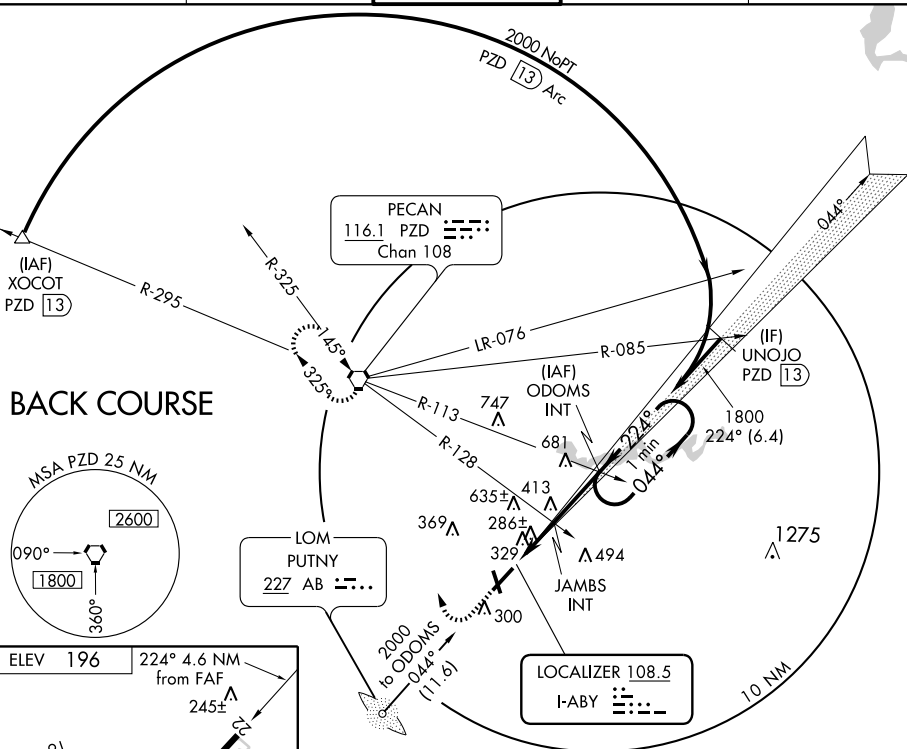 2000 NoPT
PZD 13 Arc
044°
PECAN
116.1 PZD
Chan 108
(IAF)
XOCOT
PZD 13
R-295
R-325
145°
325°
LR-076
R-085
(IF)
UNOJO
PZD 13
(IAF)
ODOMS
INT
R-113
R-128
747
681
224°
1 min
044°
1800
224° (6.4)
BACK COURSE
MSA PZD 25 NM
2600
090°
1800
360°
635±
413
369
286±
329
494
1275
JAMBS
INT
LOM
PUTNY
227 AB
300
2000
to ODOMS
044°
(11.6)
LOCALIZER 108.5
I-ABY
10 NM
ELEV 196
224° 4.6 NM
from FAF
245±
22